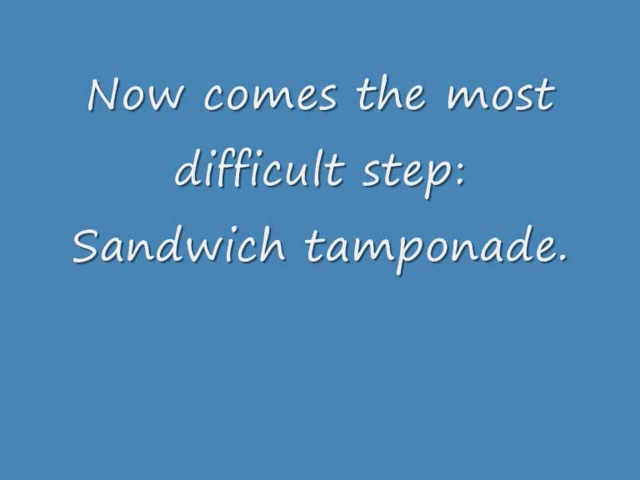 Now comes the most
difficult step:
Sandwich tamponade.